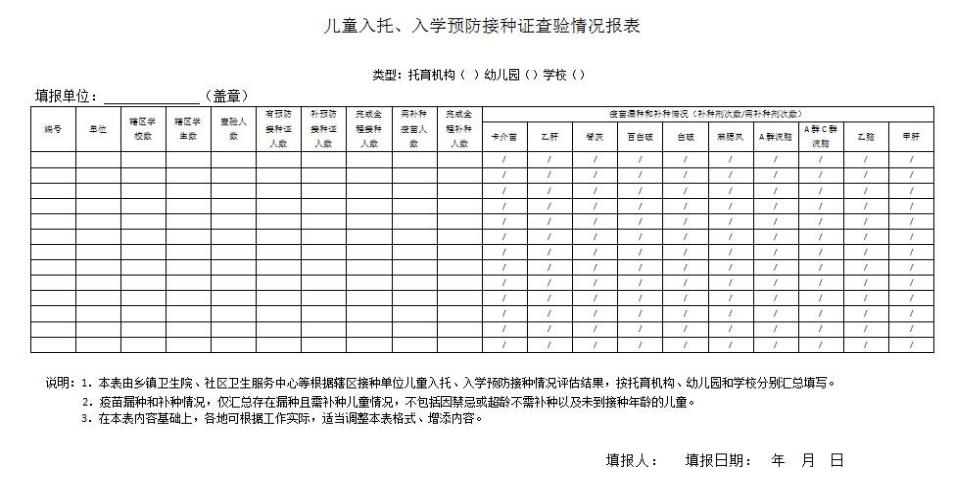 儿童入托、入学预防接种证查验情况报表
类型：托育机构（ ）幼儿园（）学校（）
填报单位：（盖章）
编号
单位
辖区学
校数
辖区学
生数
查验人
数
有预防
接种证
人数
补预防
接种证
人数
完成全
程接种
人数
需补种
疫苗人
数
完成全
程补种
人数
疫苗漏种和补种情况（补种剂次数/需补种剂次数）
卡介苗
乙肝
脊灰
百白破
白破
麻腮风
A群流脑
A群C群
流脑
乙脑
甲肝
/ / / / / / / / / /
/ / / / / / / / / /
/ / / / / / / / / /
/ / / / / / / / / /
/ / / / / / / / / /
/ / / / / / / / / /
/ / / / / / / / / /
/ / / / / / / / / /
/ / / / / / / / / /
/ / / / / / / / / /
/ / / / / / / / / /
/ / / / / / / / / /
/ / / / / / / / / /
说明：1. 本表由乡镇卫生院、社区卫生服务中心等根据辖区接种单位儿童入托、入学预防接种情况评估结果，按托育机构、幼儿园和学校分别汇总填写。
2. 疫苗漏种和补种情况，仅汇总存在漏种且需补种儿童情况，不包括因禁忌或超龄不需补种以及未到接种年龄的儿童。
3. 在本表内容基础上，各地可根据工作实际，适当调整本表格式、增添内容。
填报人： 填报日期： 年 月 日